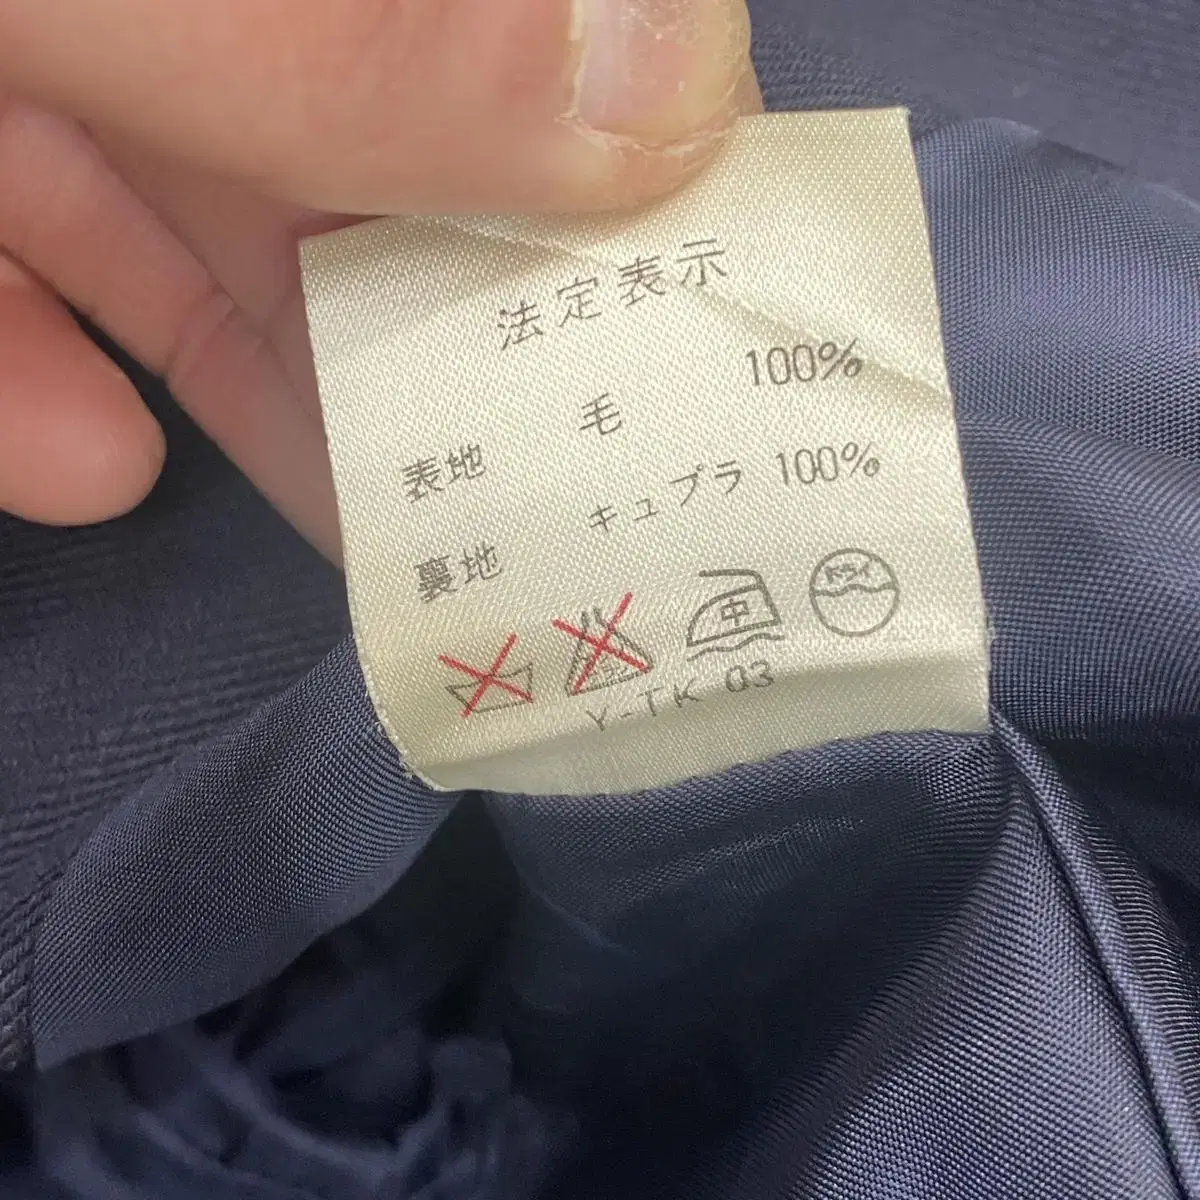 法定表示
表地 毛 100%
裏地 キュプラ 100%
中
ドライ
Y-TK 03